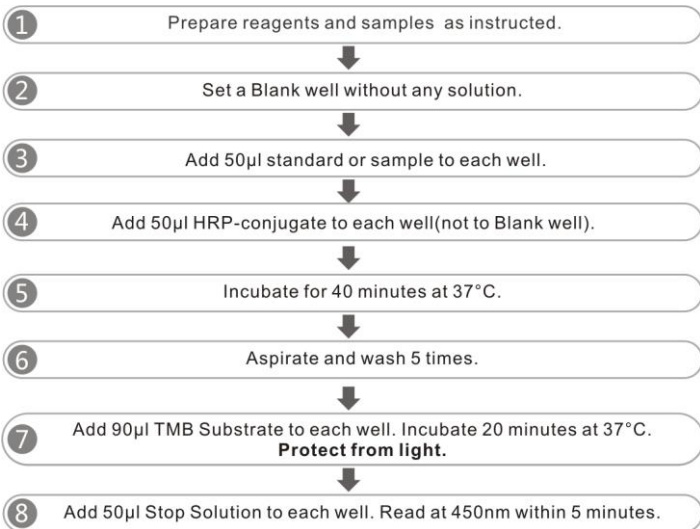 1 Prepare reagents and samples as instructed.
2 Set a Blank well without any solution.
3 Add 50µl standard or sample to each well.
4 Add 50µl HRP-conjugate to each well(not to Blank well).
5 Incubate for 40 minutes at 37°C.
6 Aspirate and wash 5 times.
7 Add 90µl TMB Substrate to each well. Incubate 20 minutes at 37°C.
Protect from light.
8 Add 50µl Stop Solution to each well. Read at 450nm within 5 minutes.